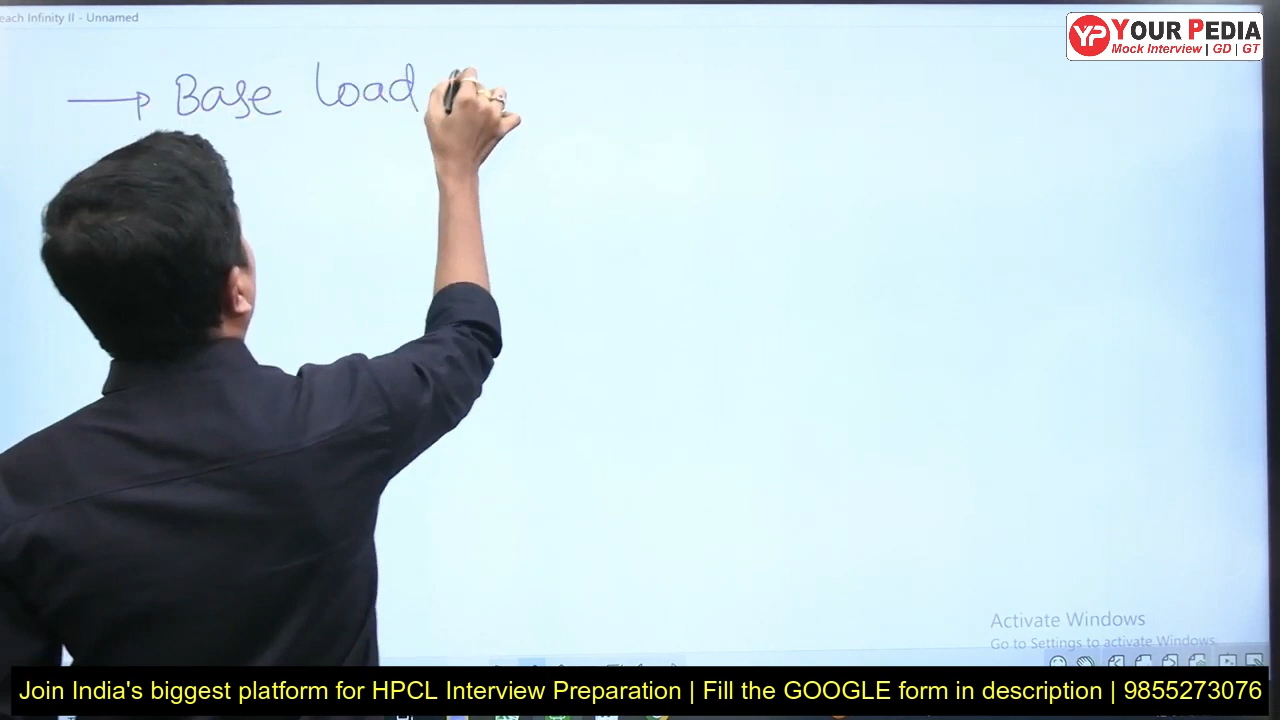 each Infinity II - Unnamed
YP YOUR PEDIA
Mock Interview | GD | GT
→ Base load
Activate Windows
Go to Settings to activate Windows.
Join India's biggest platform for HPCL Interview Preparation | Fill the GOOGLE form in description | 9855273076